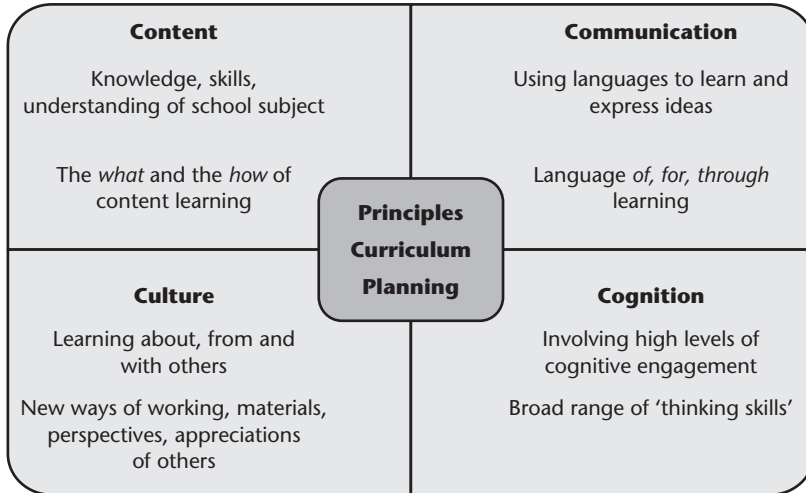 Content
Knowledge, skills,
understanding of school subject
The what and the how of
content learning
Communication
Using languages to learn and
express ideas
Language of, for, through
learning
Principles
Curriculum
Planning
Culture
Learning about, from and
with others
New ways of working, materials,
perspectives, appreciations
of others
Cognition
Involving high levels of
cognitive engagement
Broad range of ‘thinking skills’